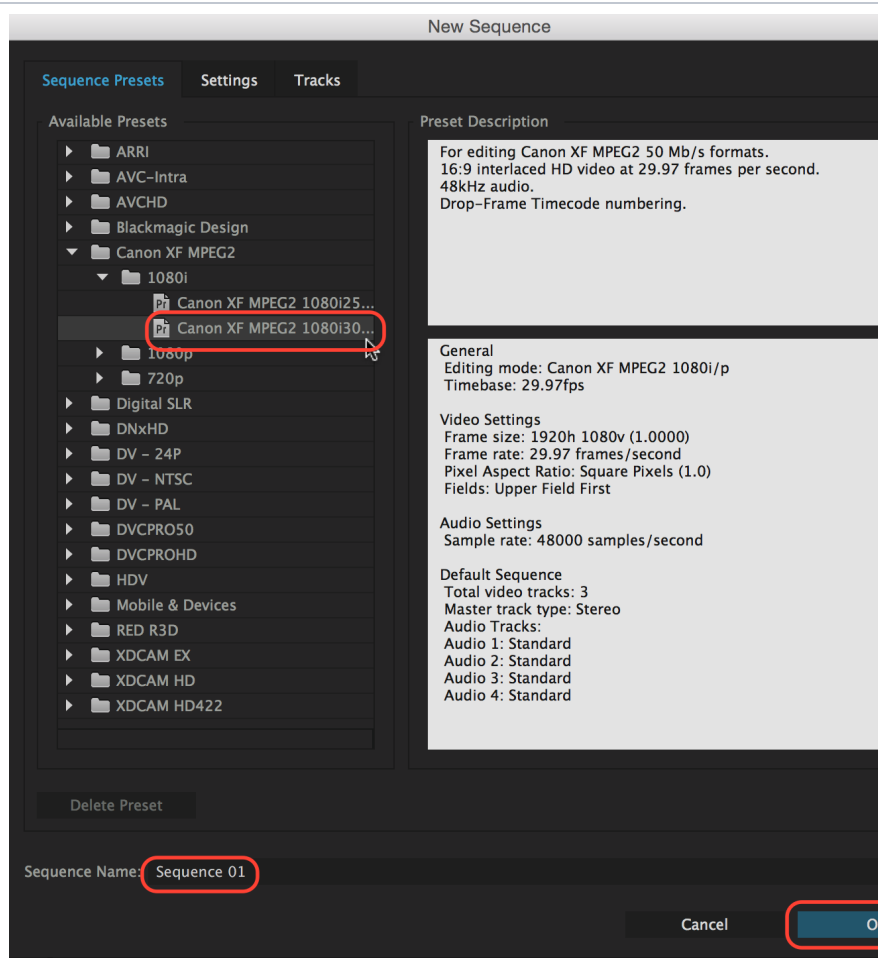 New Sequence
Sequence Presets Settings Tracks
Available Presets
ARRI
AVC-Intra
AVCHD
Blackmagic Design
Canon XF MPEG2
1080i
Pr Canon XF MPEG2 1080i25...
Pr Canon XF MPEG2 1080i30...
1080p
720p
Digital SLR
DNxHD
DV - 24P
DV - NTSC
DV - PAL
DVCPRO50
DVCPROHD
HDV
Mobile & Devices
RED R3D
XDCAM EX
XDCAM HD
XDCAM HD422
Delete Preset
Preset Description
For editing Canon XF MPEG2 50 Mb/s formats.
16:9 interlaced HD video at 29.97 frames per second.
48kHz audio.
Drop-Frame Timecode numbering.
General
Editing mode: Canon XF MPEG2 1080i/p
Timebase: 29.97fps
Video Settings
Frame size: 1920h 1080v (1.0000)
Frame rate: 29.97 frames/second
Pixel Aspect Ratio: Square Pixels (1.0)
Fields: Upper Field First
Audio Settings
Sample rate: 48000 samples/second
Default Sequence
Total video tracks: 3
Master track type: Stereo
Audio Tracks:
Audio 1: Standard
Audio 2: Standard
Audio 3: Standard
Audio 4: Standard
Sequence Name: Sequence 01
Cancel